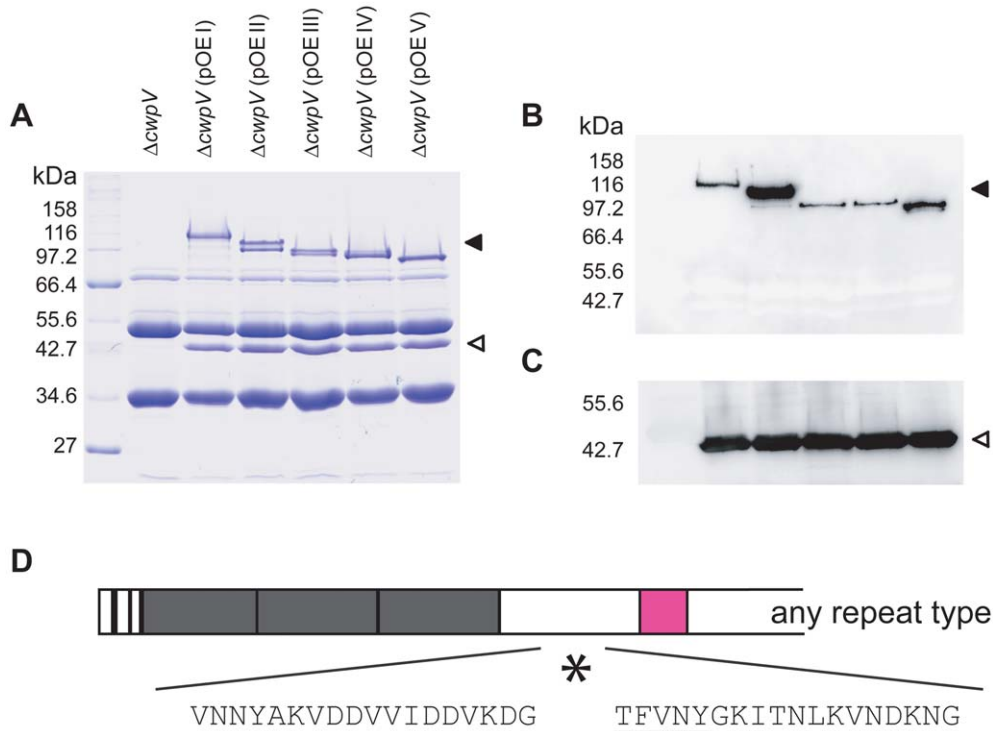 A
ΔcwpV
ΔcwpV (pOE I)
ΔcwpV (pOE II)
ΔcwpV (pOE III)
ΔcwpV (pOE IV)
ΔcwpV (pOE V)
kDa
158
116
97.2
66.4
55.6
42.7
34.6
27
B
kDa
158
116
97.2
66.4
55.6
42.7
C
55.6
42.7
D
any repeat type
*
VNNYAKVDDVVIDDVKDG TFVNYGKITNLKVNDKNG